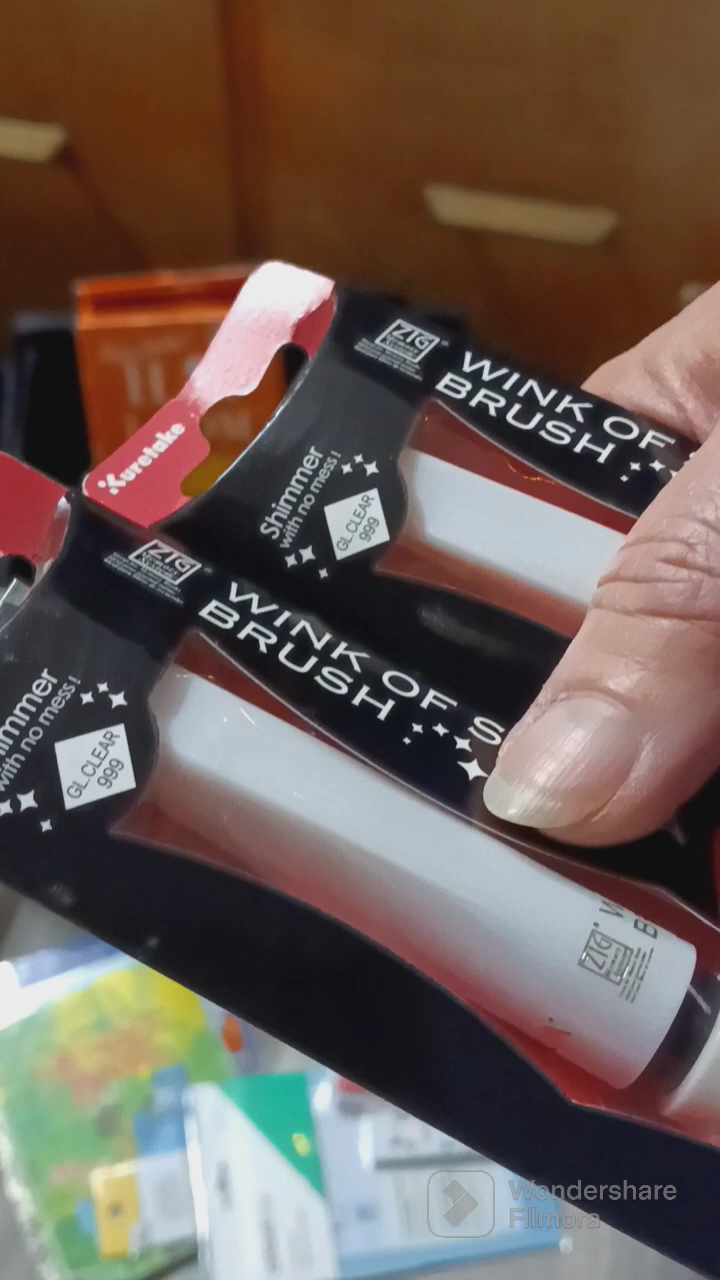 ZIG
WINK OF
BRUSH
Kuretake
Shimmer
with no mess!
GL.CLEAR
999
ZIG
WINK OF S
BRUSH
immer
with no mess!
GL.CLEAR
999
ZIG
W
B
Wondershare
Filmora